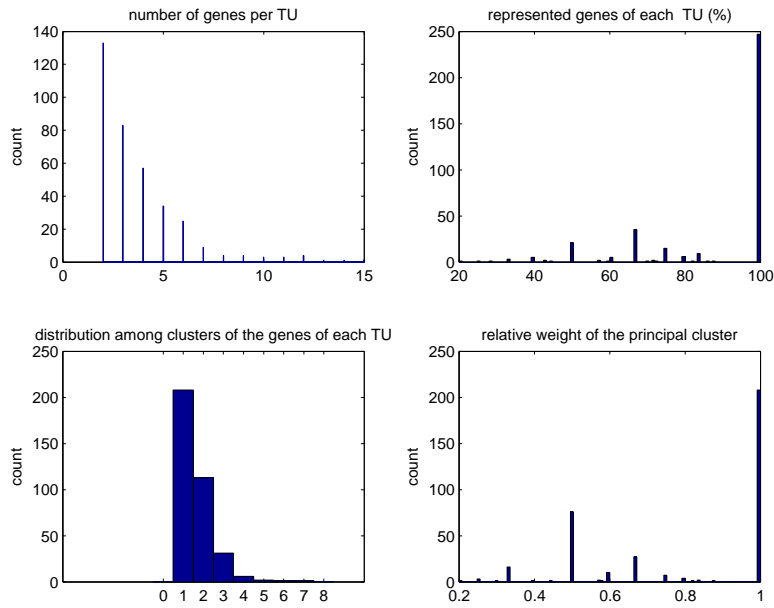 number of genes per TU
140
120
100
80
60
40
20
0
count
0 5 10 15
represented genes of each TU (%)
250
200
150
100
50
0
count
20 40 60 80 100
distribution among clusters of the genes of each TU
250
200
150
100
50
0
count
0 1 2 3 4 5 6 7 8
relative weight of the principal cluster
250
200
150
100
50
0
count
0.2 0.4 0.6 0.8 1